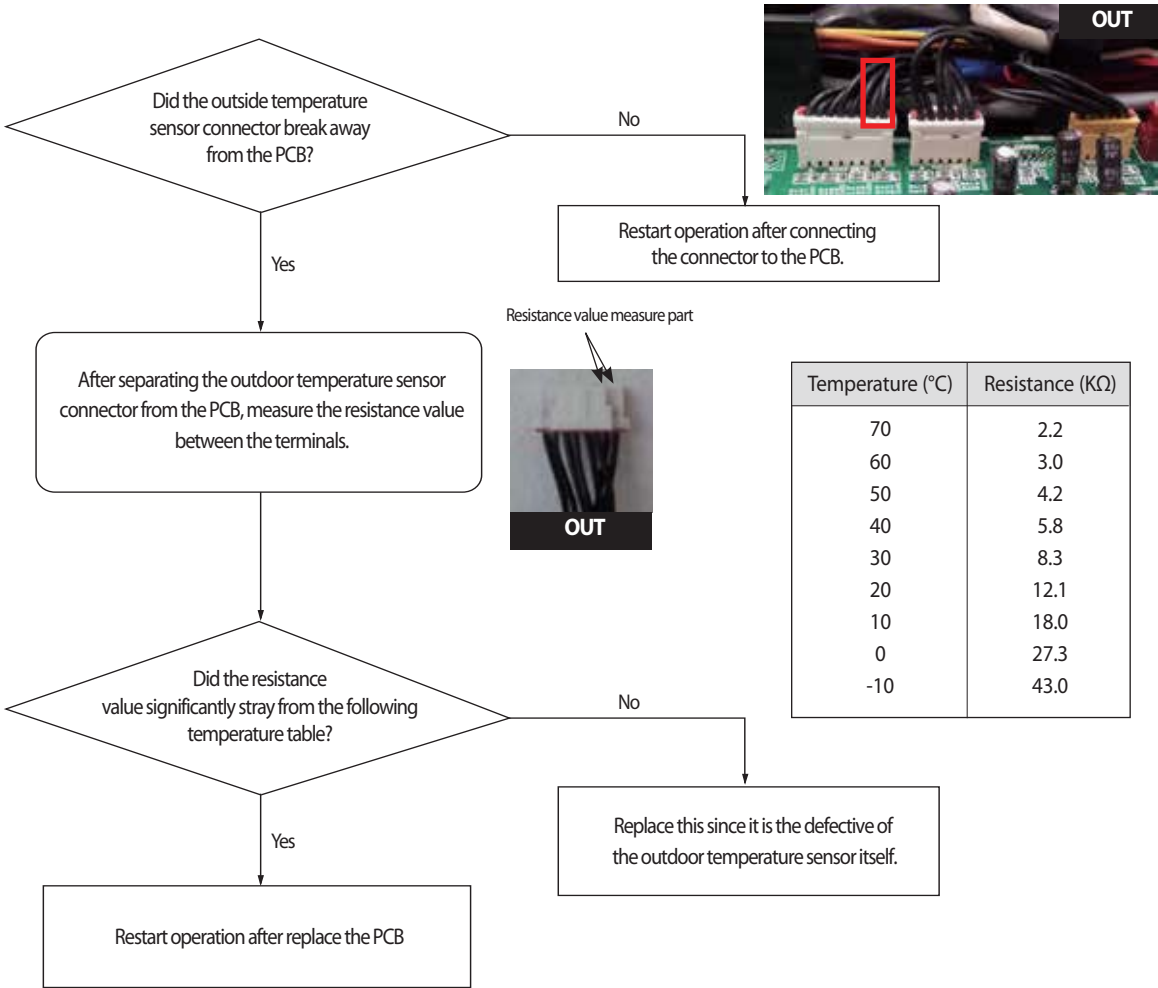 OUT
Did the outside temperature
sensor connector break away
from the PCB?
No
Restart operation after connecting
the connector to the PCB.
Yes
After separating the outdoor temperature sensor
connector from the PCB, measure the resistance value
between the terminals.
Resistance value measure part
OUT
Temperature (°C) Resistance (KΩ)
70 2.2
60 3.0
50 4.2
40 5.8
30 8.3
20 12.1
10 18.0
0 27.3
-10 43.0
Did the resistance
value significantly stray from the following
temperature table?
No
Replace this since it is the defective of
the outdoor temperature sensor itself.
Yes
Restart operation after replace the PCB